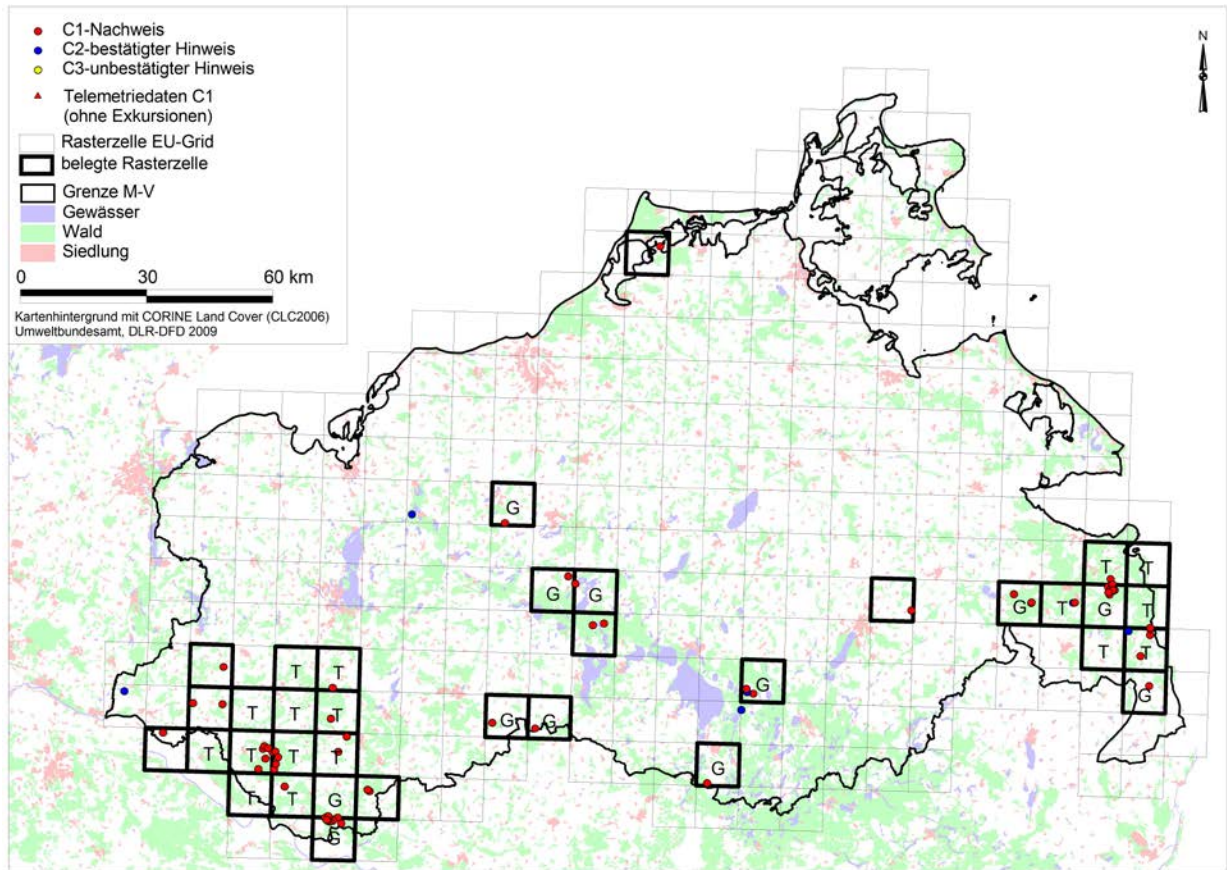 C1-Nachweis
C2-bestätigter Hinweis
C3-unbestätigter Hinweis
Telemetriedaten C1
(ohne Exkursionen)
Rasterzelle EU-Grid
belegte Rasterzelle
Grenze M-V
Gewässer
Wald
Siedlung
0 30 60 km
Kartenhintergrund mit CORINE Land Cover (CLC2006)
Umweltbundesamt, DLR-DFD 2009
N
G
T T
G G
G T G T
T T
G
G
T T
T T T
G G
T T T T
G
T T G
G